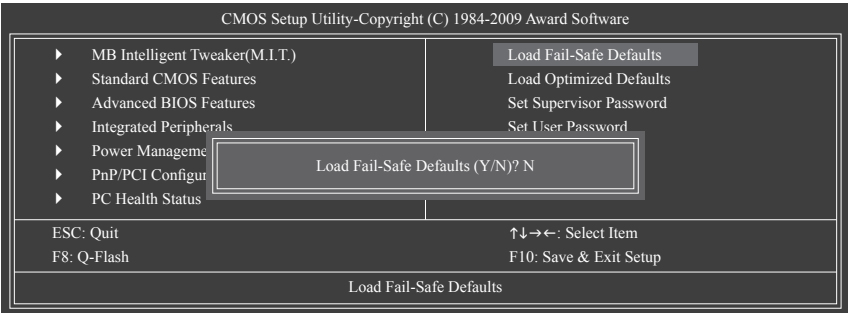 CMOS Setup Utility-Copyright (C) 1984-2009 Award Software
MB Intelligent Tweaker(M.I.T.)
Standard CMOS Features
Advanced BIOS Features
Integrated Peripherals
Power Manageme
PnP/PCI Configur
PC Health Status
Load Fail-Safe Defaults
Load Optimized Defaults
Set Supervisor Password
Set User Password
Load Fail-Safe Defaults (Y/N)? N
ESC: Quit
F8: Q-Flash
↑↓→←: Select Item
F10: Save & Exit Setup
Load Fail-Safe Defaults